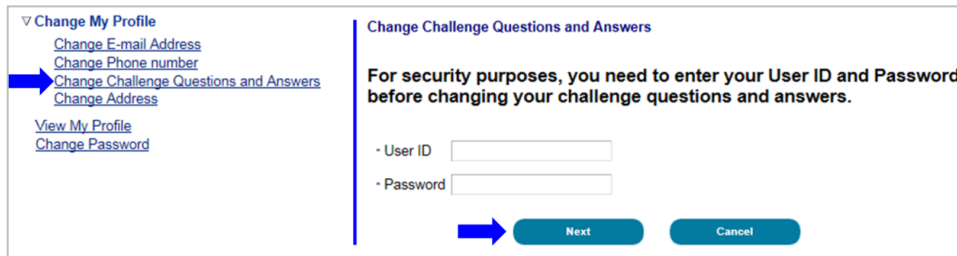 Change My Profile
Change E-mail Address
Change Phone number
Change Challenge Questions and Answers
Change Address
View My Profile
Change Password
Change Challenge Questions and Answers
For security purposes, you need to enter your User ID and Password
before changing your challenge questions and answers.
* User ID
* Password
Next
Cancel